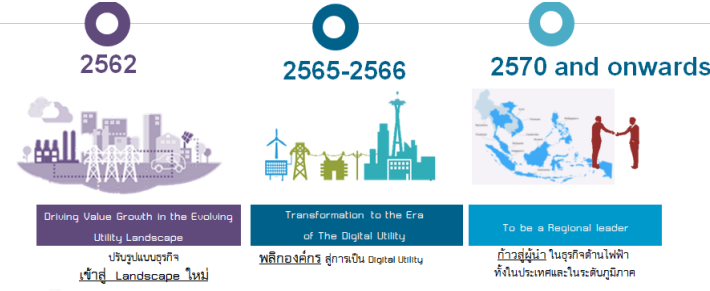 2562
2565-2566
2570 and onwards
Driving Value Growth in the Evolving
Utility Landscape
ปรับรูปแบบธุรกิจ
เข้าสู่ Landscape ใหม่
Transformation to the Era
of The Digital Utility
พลิกองค์กร สู่การเป็น Digital Utility
To be a Regional leader
ก้าวสู่ผู้นำ ในธุรกิจด้านไฟฟ้า
ทั้งในประเทศและในระดับภูมิภาค